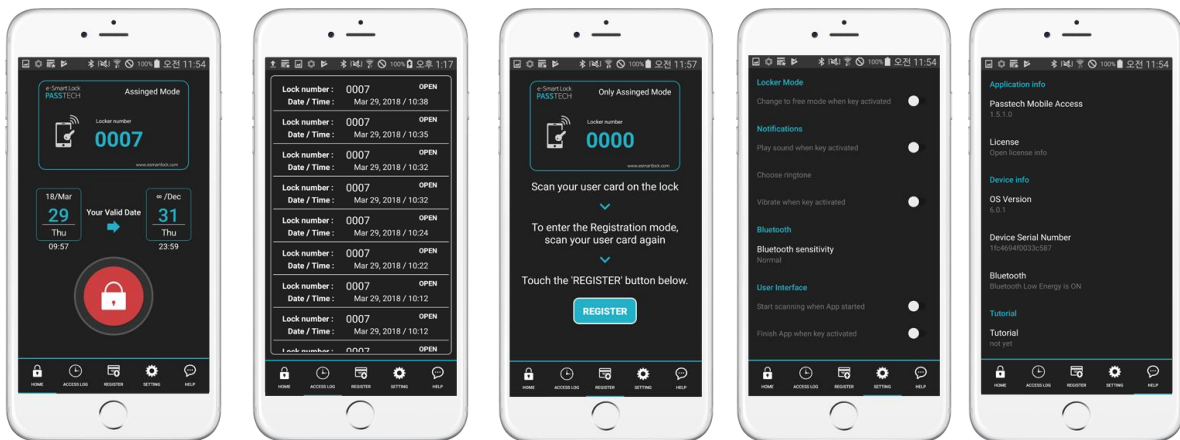 100% 오전 11:54
e-Smart Lock
PASSTECH
Assinged Mode
Locker number
0007
www.esmartlock.com
18/Mar
29
Thu
09:57
Your Valid Date
∞ /Dec
31
Thu
23:59
HOME ACCESS LOG REGISTER SETTING HELP
100% 오후 1:17
Lock number : 0007 OPEN
Date / Time : Mar 29, 2018 / 10:38
Lock number : 0007 OPEN
Date / Time : Mar 29, 2018 / 10:35
Lock number : 0007 OPEN
Date / Time : Mar 29, 2018 / 10:32
Lock number : 0007 OPEN
Date / Time : Mar 29, 2018 / 10:32
Lock number : 0007 OPEN
Date / Time : Mar 29, 2018 / 10:24
Lock number : 0007 OPEN
Date / Time : Mar 29, 2018 / 10:22
Lock number : 0007 OPEN
Date / Time : Mar 29, 2018 / 10:12
Lock number : 0007 OPEN
Date / Time : Mar 29, 2018 / 10:12
Lock number : 0007 OPEN
HOME ACCESS LOG REGISTER SETTING HELP
100% 오전 11:57
e-Smart Lock
PASSTECH
Only Assinged Mode
Locker number
0000
www.esmartlock.com
Scan your user card on the lock
To enter the Registration mode,
scan your user card again
Touch the 'REGISTER' button below.
REGISTER
HOME ACCESS LOG REGISTER SETTING HELP
100% 오전 11:54
Locker Mode
Change to free mode when key activated
Notifications
Play sound when key activated
Choose ringtone
Vibrate when key activated
Bluetooth
Bluetooth sensitivity
Normal
User Interface
Start scanning when App started
Finish App when key activated
HOME ACCESS LOG REGISTER SETTING HELP
100% 오전 11:54
Application info
Passtech Mobile Access
1.5.1.0
License
Open license info
Device info
OS Version
6.0.1
Device Serial Number
1fc4694f0033c587
Bluetooth
Bluetooth Low Energy is ON
Tutorial
Tutorial
not yet
HOME ACCESS LOG REGISTER SETTING HELP